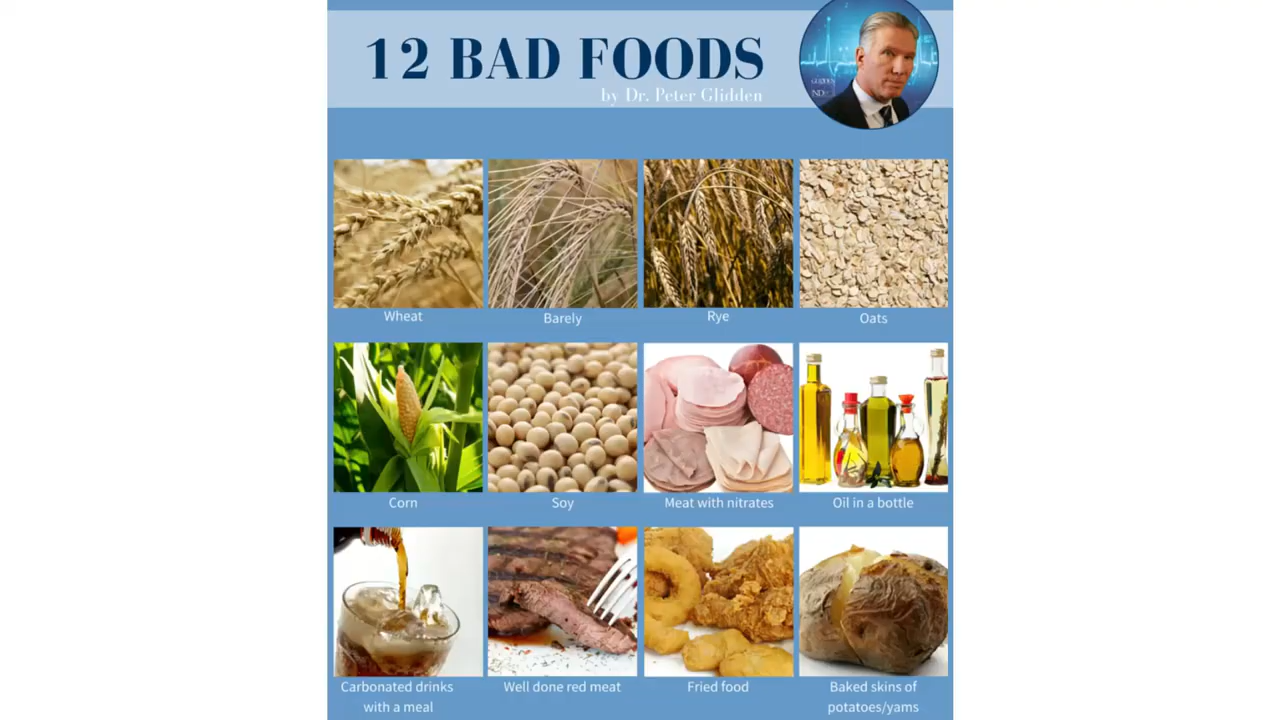 12 BAD FOODS
by Dr. Peter Glidden
Wheat
Barely
Rye
Oats
Corn
Soy
Meat with nitrates
Oil in a bottle
Carbonated drinks
with a meal
Well done red meat
Fried food
Baked skins of
potatoes/yams